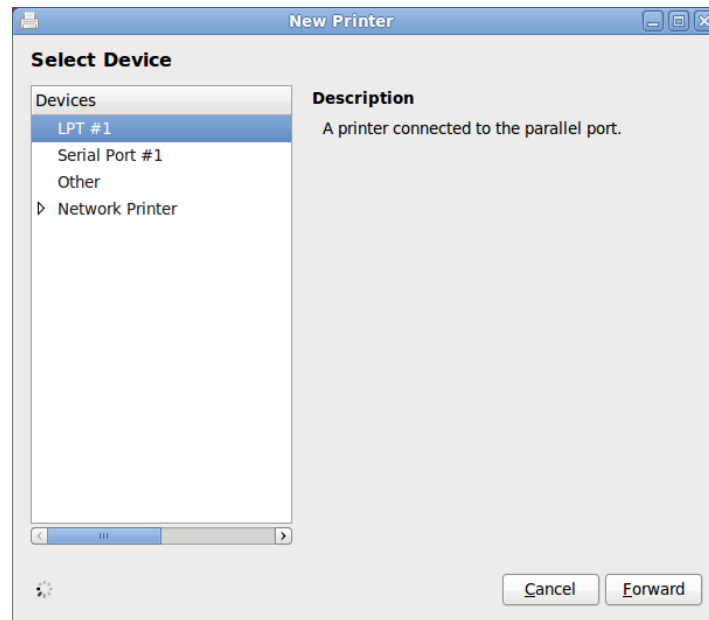 New Printer
Select Device
Devices
LPT #1
Serial Port #1
Other
Network Printer
Description
A printer connected to the parallel port.
Cancel
Forward